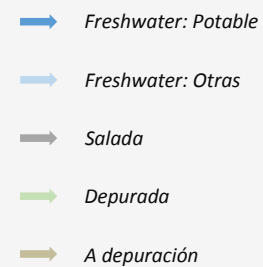 Freshwater: Potable
Freshwater: Otras
Salada
Depurada
A depuración